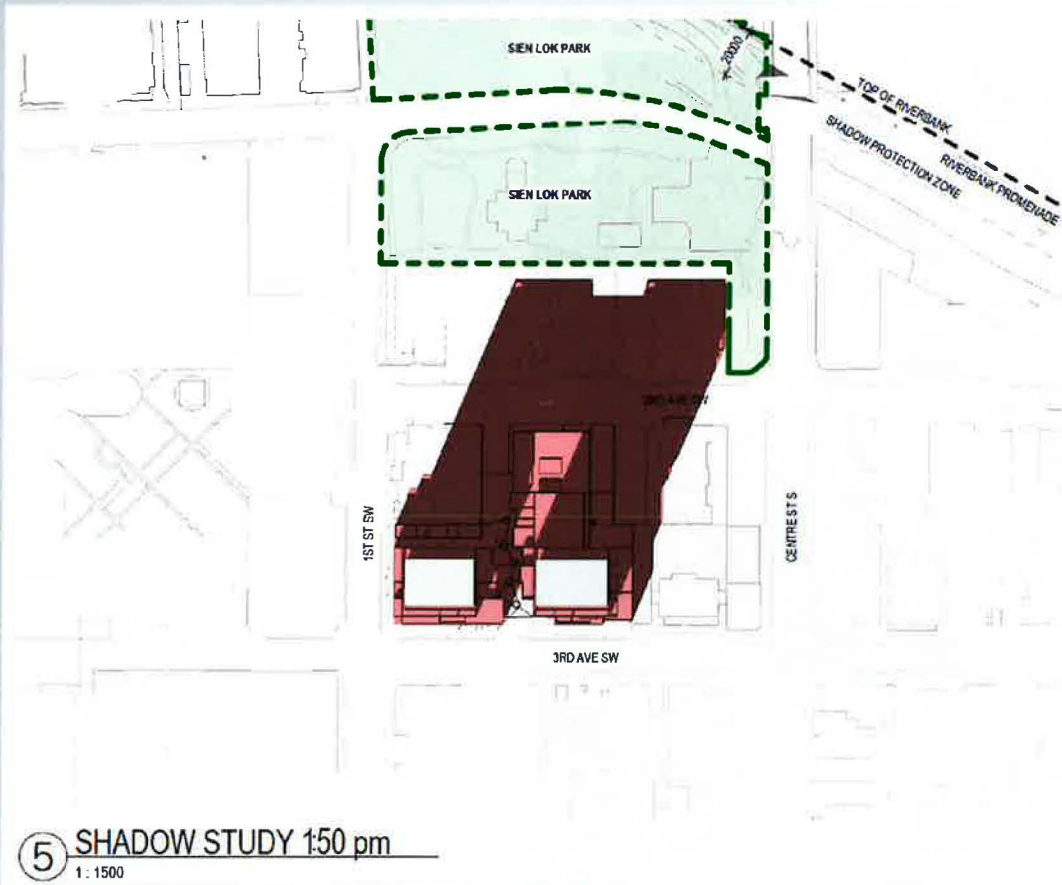 SIEN LOK PARK
20000
TOP OF RIVERBANK
SHADOW PROTECTION ZONE
RIVERBANK PROMENADE
SIEN LOK PARK
1ST ST SW
CENTRE ST S
3RD AVE SW
5 SHADOW STUDY 1:50 pm
1 : 1500